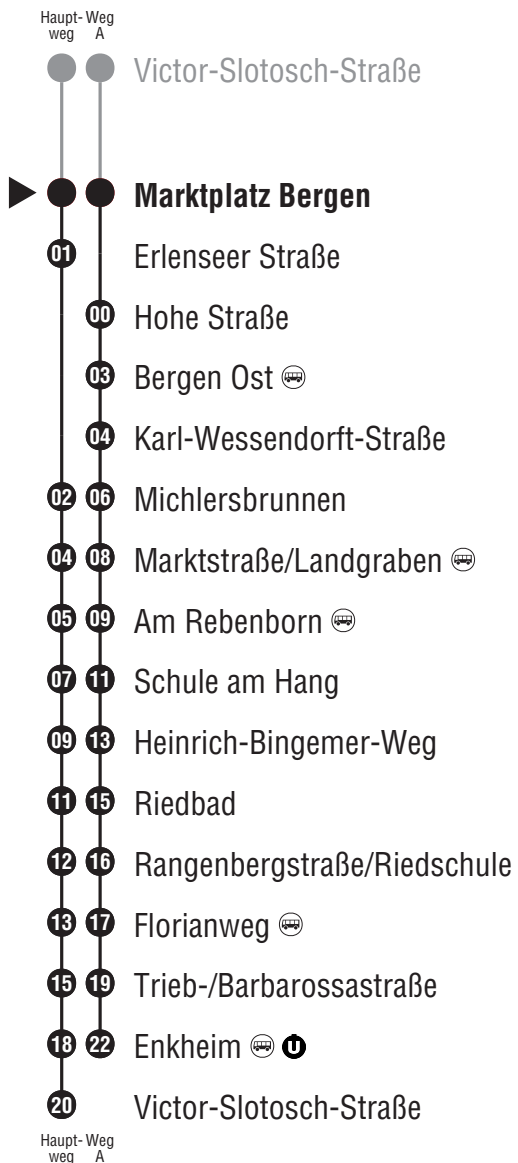 Haupt- Weg
weg A
Victor-Slotosch-Straße
Marktplatz Bergen
01 Erlenseer Straße
00 Hohe Straße
03 Bergen Ost
04 Karl-Wessendorft-Straße
02 06 Michlersbrunnen
04 08 Marktstraße/Landgraben
05 09 Am Rebenborn
07 11 Schule am Hang
09 13 Heinrich-Bingemer-Weg
11 15 Riedbad
12 16 Rangenbergstraße/Riedschule
13 17 Florianweg
15 19 Trieb-/Barbarossastraße
18 22 Enkheim U
20 Victor-Slotosch-Straße
Haupt- Weg
weg A